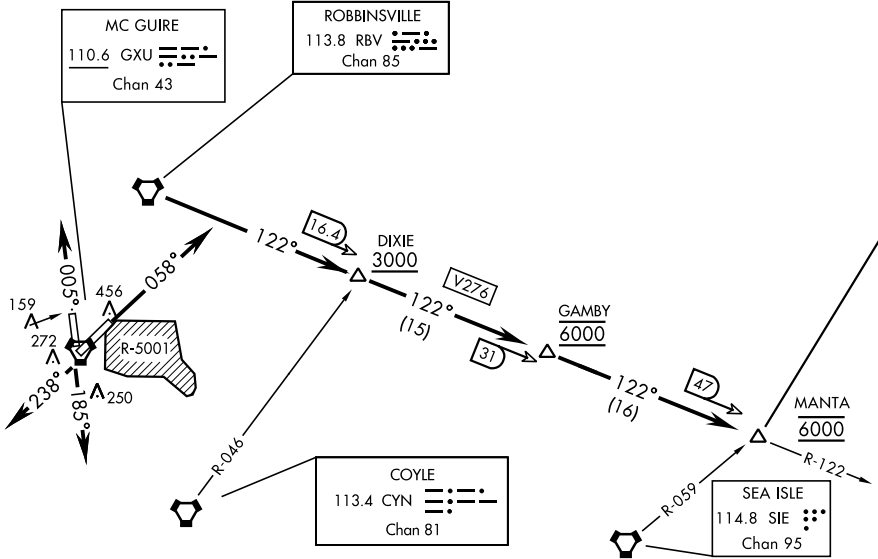 MC GUIRE
110.6 GXU
Chan 43
ROBBINSVILLE
113.8 RBV
Chan 85
122°
16.4
DIXIE
3000
V276
122°
(15)
31
GAMBY
6000
122°
(16)
47
MANTA
6000
R-122
005°
058°
159
456
272
R-5001
250
238°
185°
R-046
COYLE
113.4 CYN
Chan 81
R-059
SEA ISLE
114.8 SIE
Chan 95